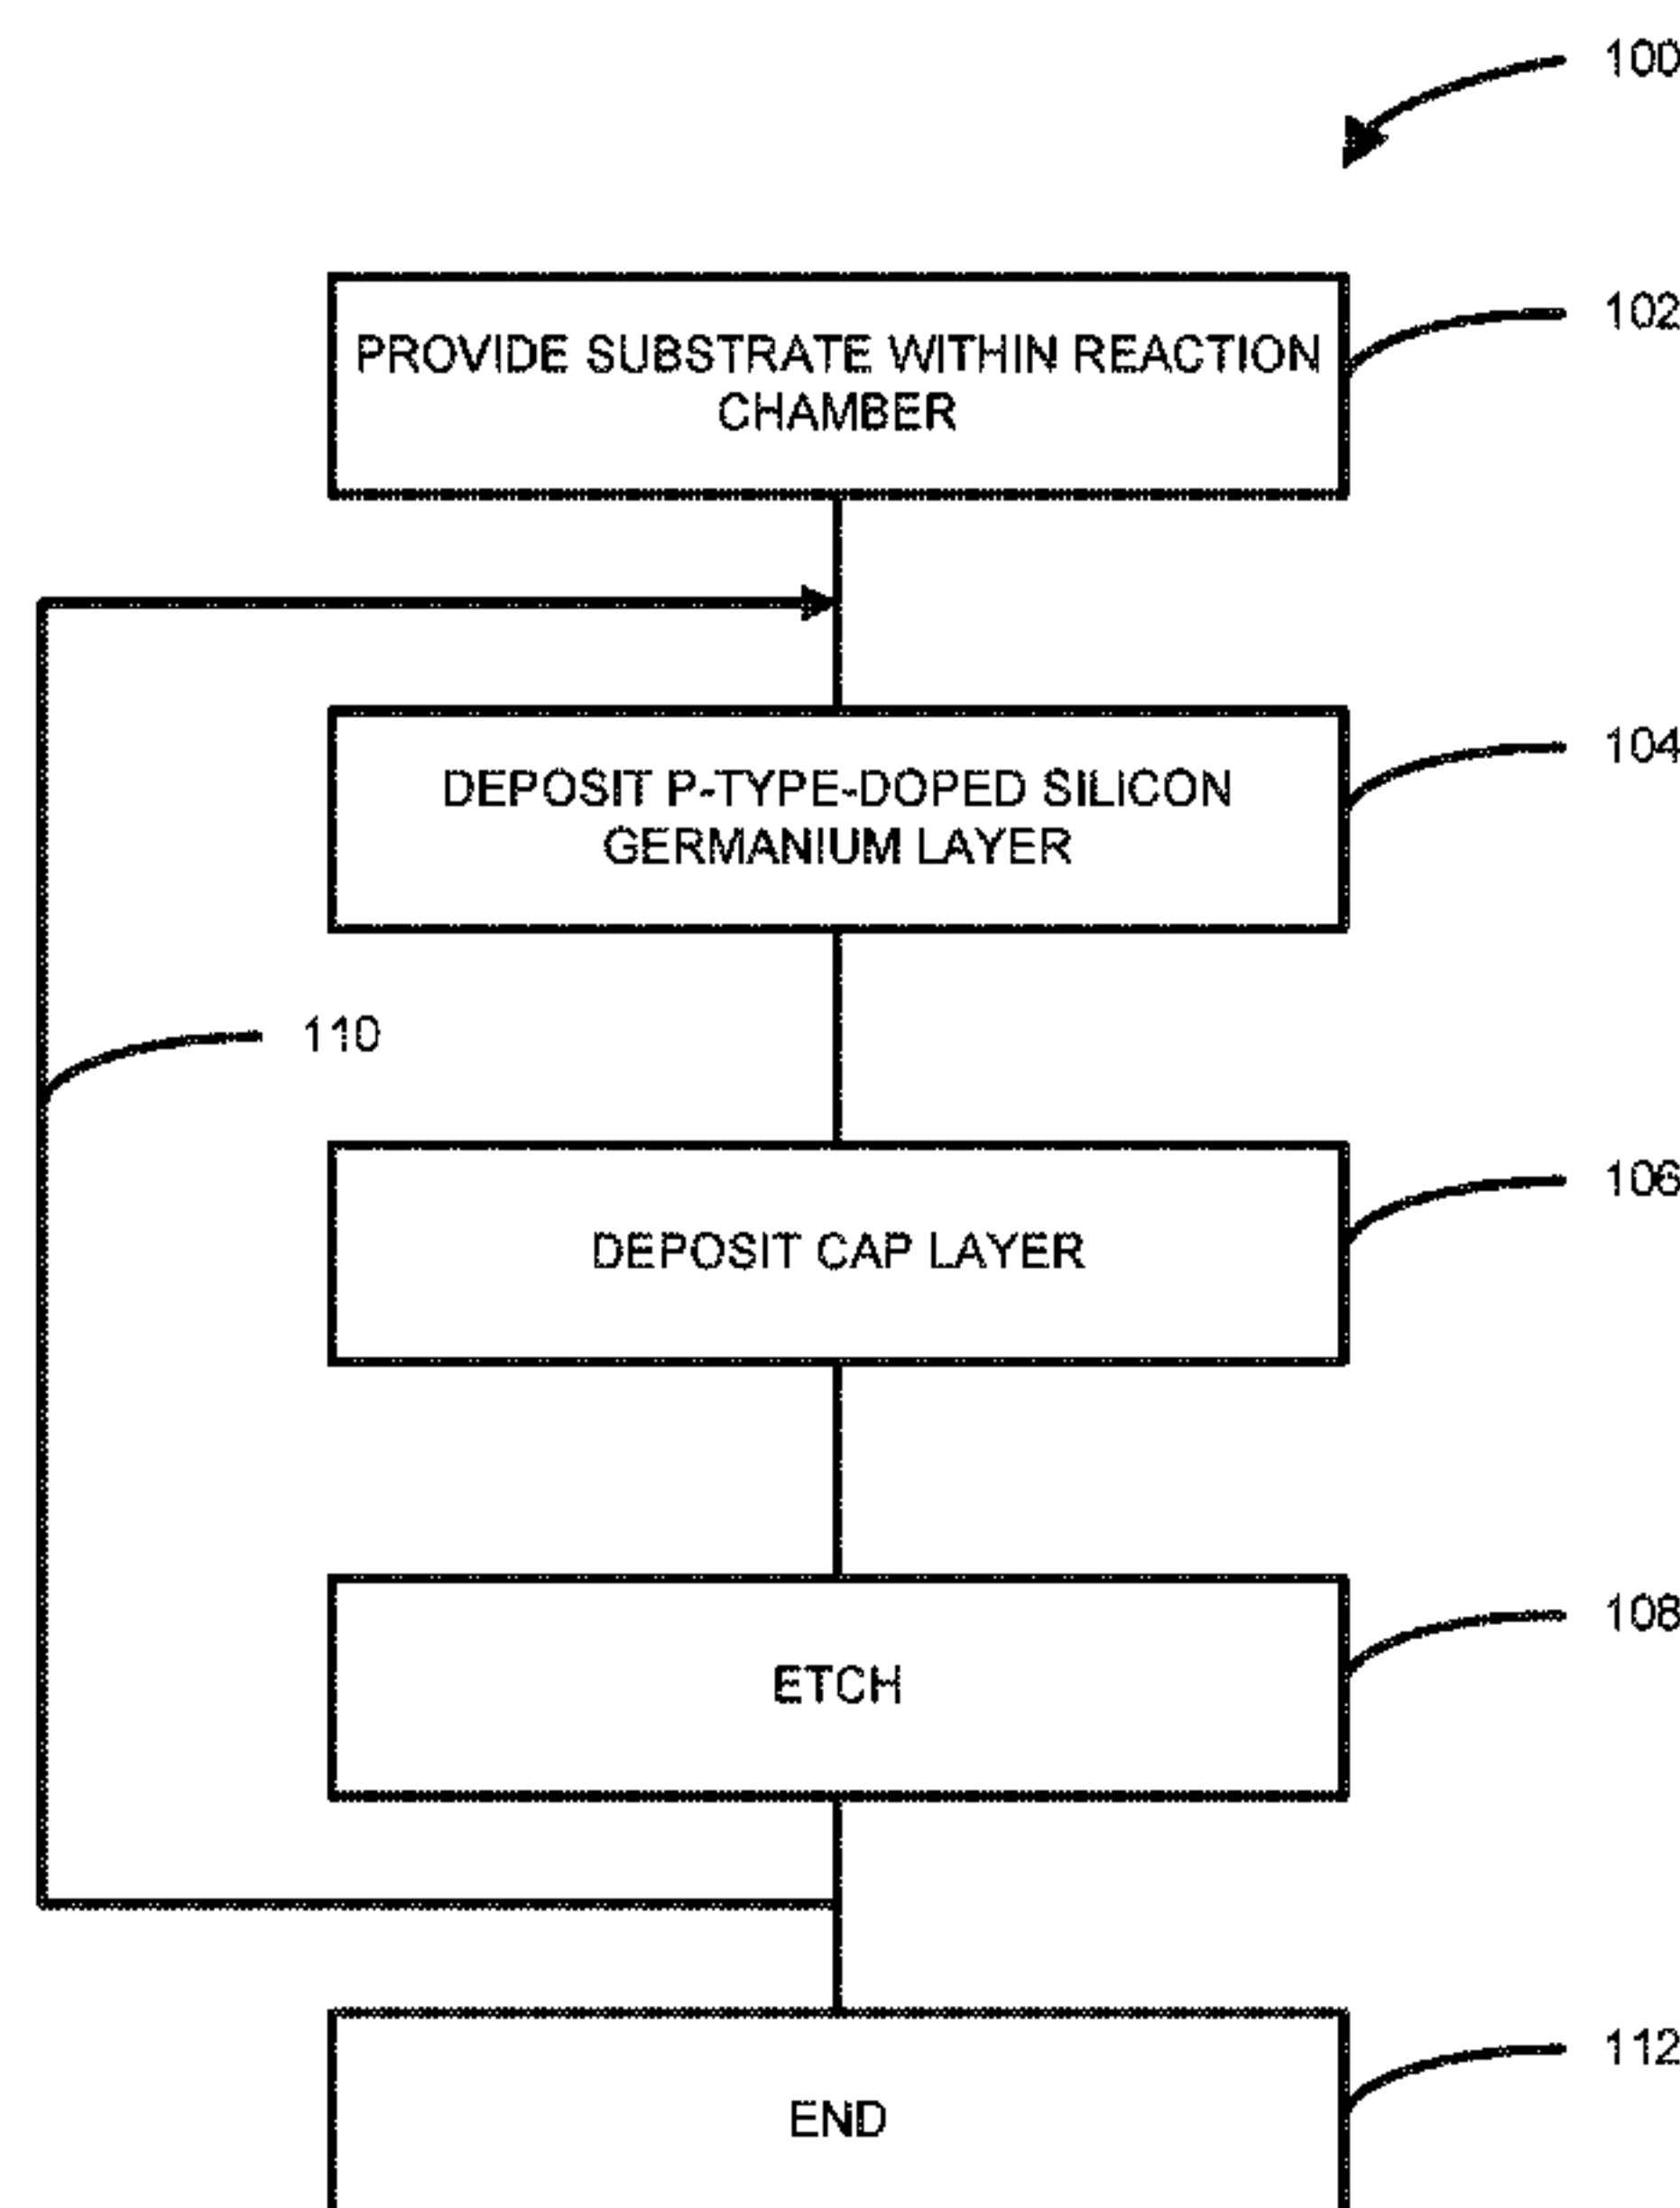 100
PROVIDE SUBSTRATE WITHIN REACTION
CHAMBER
102
DEPOSIT P-TYPE-DOPED SILICON
GERMANIUM LAYER
104
110
DEPOSIT CAP LAYER
106
ETCH
108
END
112